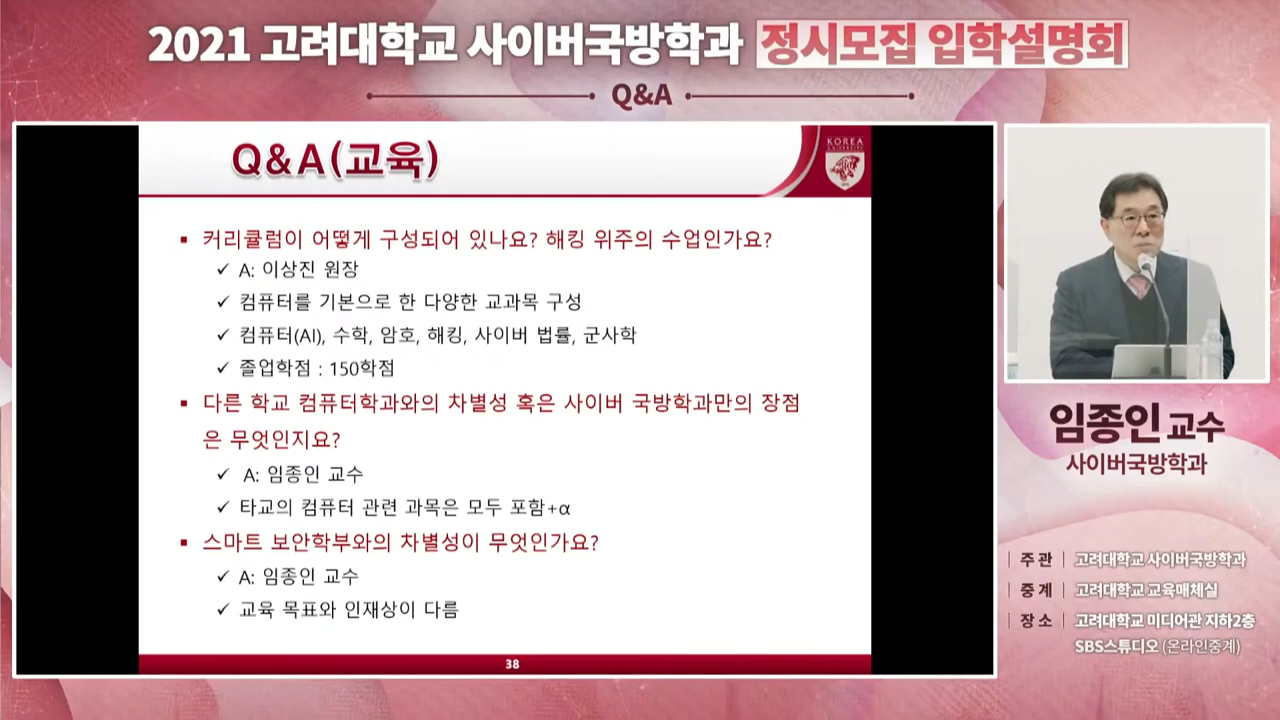 2021 고려대학교 사이버국방학과 정시모집 입학설명회
Q&A
Q&A(교육)
KOREA
UNIVERSITY
▪ 커리큘럼이 어떻게 구성되어 있나요? 해킹 위주의 수업인가요?
✓ A: 이상진 원장
✓ 컴퓨터를 기본으로 한 다양한 교과목 구성
✓ 컴퓨터(AI), 수학, 암호, 해킹, 사이버 법률, 군사학
✓ 졸업학점 : 150학점
▪ 다른 학교 컴퓨터학과와의 차별성 혹은 사이버 국방학과만의 장점
은 무엇인지요?
✓ A: 임종인 교수
✓ 타교의 컴퓨터 관련 과목은 모두 포함+α
▪ 스마트 보안학부와의 차별성이 무엇인가요?
✓ A: 임종인 교수
✓ 교육 목표와 인재상이 다름
38
임종인 교수
사이버국방학과
| 주 관 | 고려대학교 사이버국방학과
| 중 계 | 고려대학교 교육매체실
| 장 소 | 고려대학교 미디어관 지하2층
SBS스튜디오 (온라인중계)